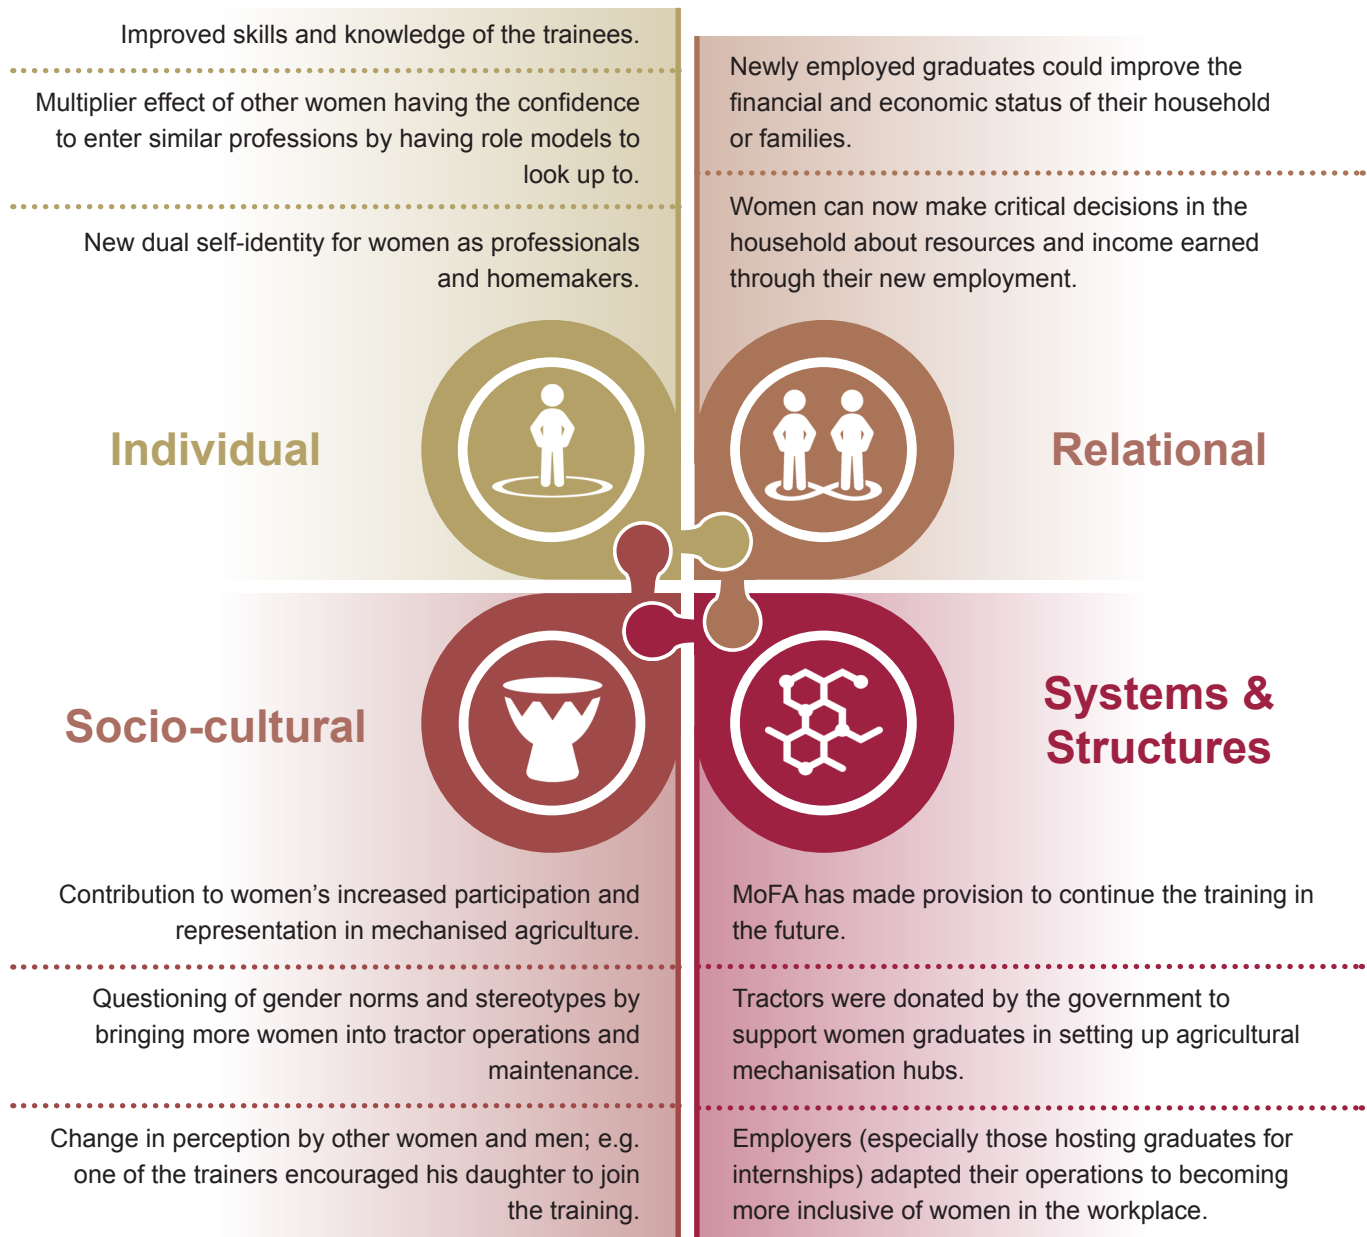 Improved skills and knowledge of the trainees.
Multiplier effect of other women having the confidence
to enter similar professions by having role models to
look up to.
New dual self-identity for women as professionals
and homemakers.
Individual
Newly employed graduates could improve the
financial and economic status of their household
or families.
Women can now make critical decisions in the
household about resources and income earned
through their new employment.
Relational
Socio-cultural
Contribution to women’s increased participation and
representation in mechanised agriculture.
Questioning of gender norms and stereotypes by
bringing more women into tractor operations and
maintenance.
Change in perception by other women and men; e.g.
one of the trainers encouraged his daughter to join
the training.
Systems &
Structures
MoFA has made provision to continue the training in
the future.
Tractors were donated by the government to
support women graduates in setting up agricultural
mechanisation hubs.
Employers (especially those hosting graduates for
internships) adapted their operations to becoming
more inclusive of women in the workplace.